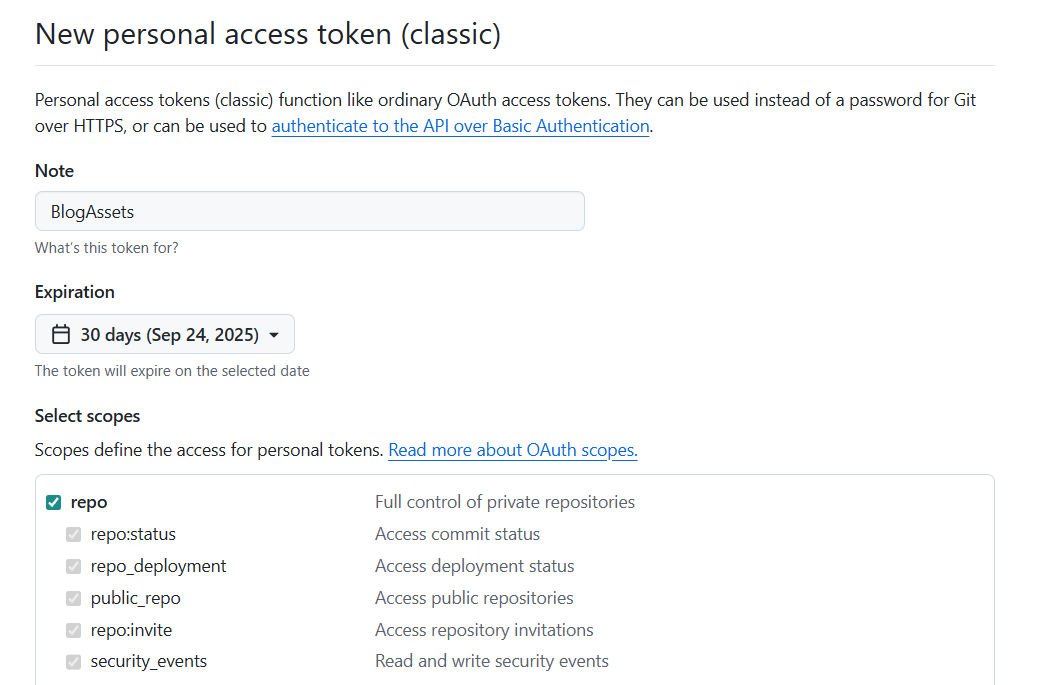 New personal access token (classic)
Personal access tokens (classic) function like ordinary OAuth access tokens. They can be used instead of a password for Git
over HTTPS, or can be used to authenticate to the API over Basic Authentication.
Note
BlogAssets
What's this token for?
Expiration
30 days (Sep 24, 2025)
The token will expire on the selected date
Select scopes
Scopes define the access for personal tokens. Read more about OAuth scopes.
repo Full control of private repositories
repo:status Access commit status
repo_deployment Access deployment status
public_repo Access public repositories
repo:invite Access repository invitations
security_events Read and write security events